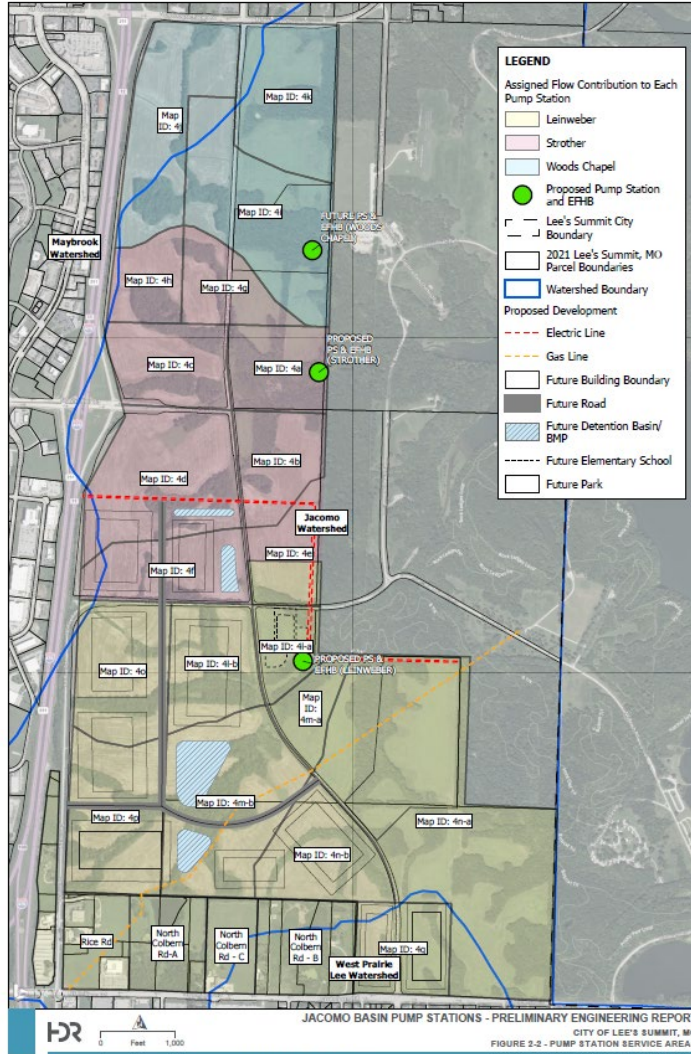 LEGEND
Assigned Flow Contribution to Each
Pump Station
Leinweber
Strother
Woods Chapel
Proposed Pump Station
and EFHB
Lee's Summit City
Boundary
2021 Lee's Summit, MO
Parcel Boundaries
Watershed Boundary
Proposed Development
Electric Line
Gas Line
Future Building Boundary
Future Road
Future Detention Basin/
BMP
Future Elementary School
Future Park
Map ID: 4k
Map
ID: 4j
Map ID: 4i
FUTURE PS &
EFHB (WOODS
CHAPEL)
Maybrook
Watershed
Map ID: 4h
Map ID: 4g
PROPOSED
PS & EFHB
(STROTHER)
Map ID: 4c
Map ID: 4a
Map ID: 4b
Map ID: 4d
Jacomo
Watershed
Map ID: 4e
Map ID: 4f
Map ID: 4l-a
Map ID: 4o
Map ID: 4l-b
PROPOSED PS &
EFHB (LEINWEBER)
Map
ID:
4m-a
Map ID: 4m-b
Map ID: 4p
Map ID: 4n-a
Map ID: 4n-b
Rice Rd
North
Colbern
Rd-A
North
Colbern
Rd - C
North
Colbern
Rd - B
Map ID: 4q
West Prairie
Lee Watershed
HDR
0 Feet 1,000
JACOMO BASIN PUMP STATIONS - PRELIMINARY ENGINEERING REPOR
CITY OF LEE'S SUMMIT, M
FIGURE 2-2 - PUMP STATION SERVICE AREA